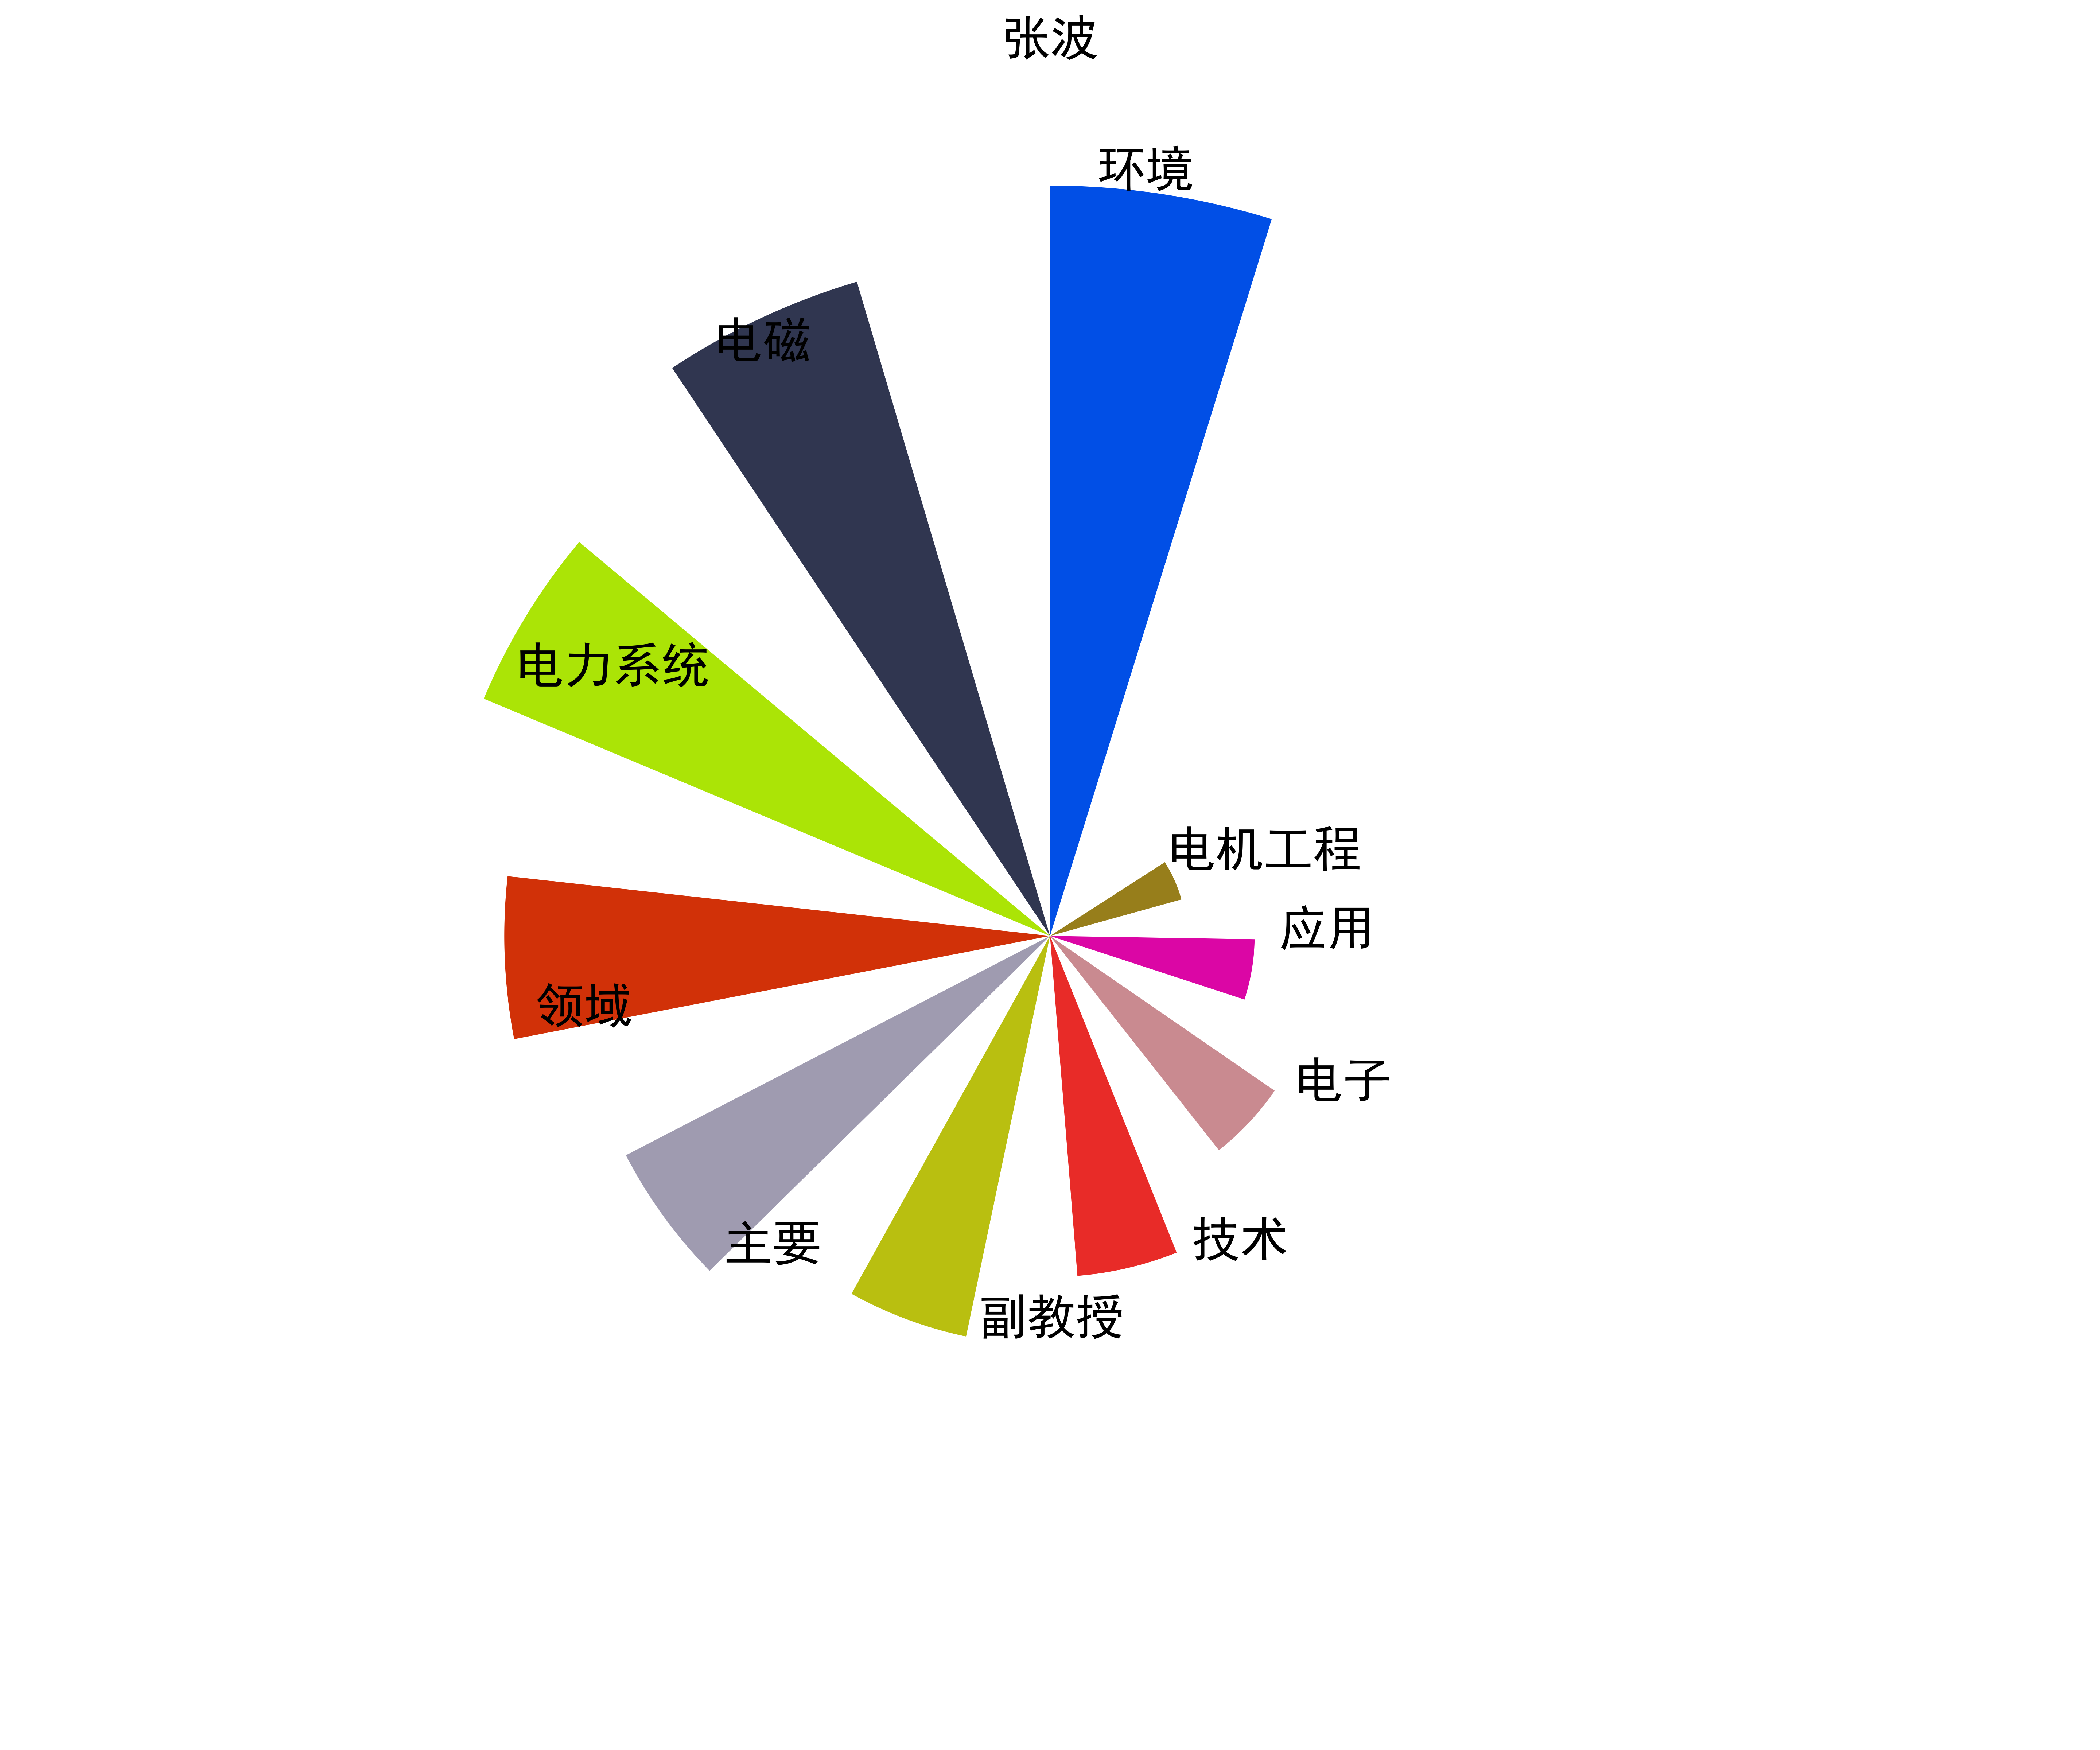 张波
环境
电磁
电力系统
电机工程
应用
领域
电子
技术
主要
副教授